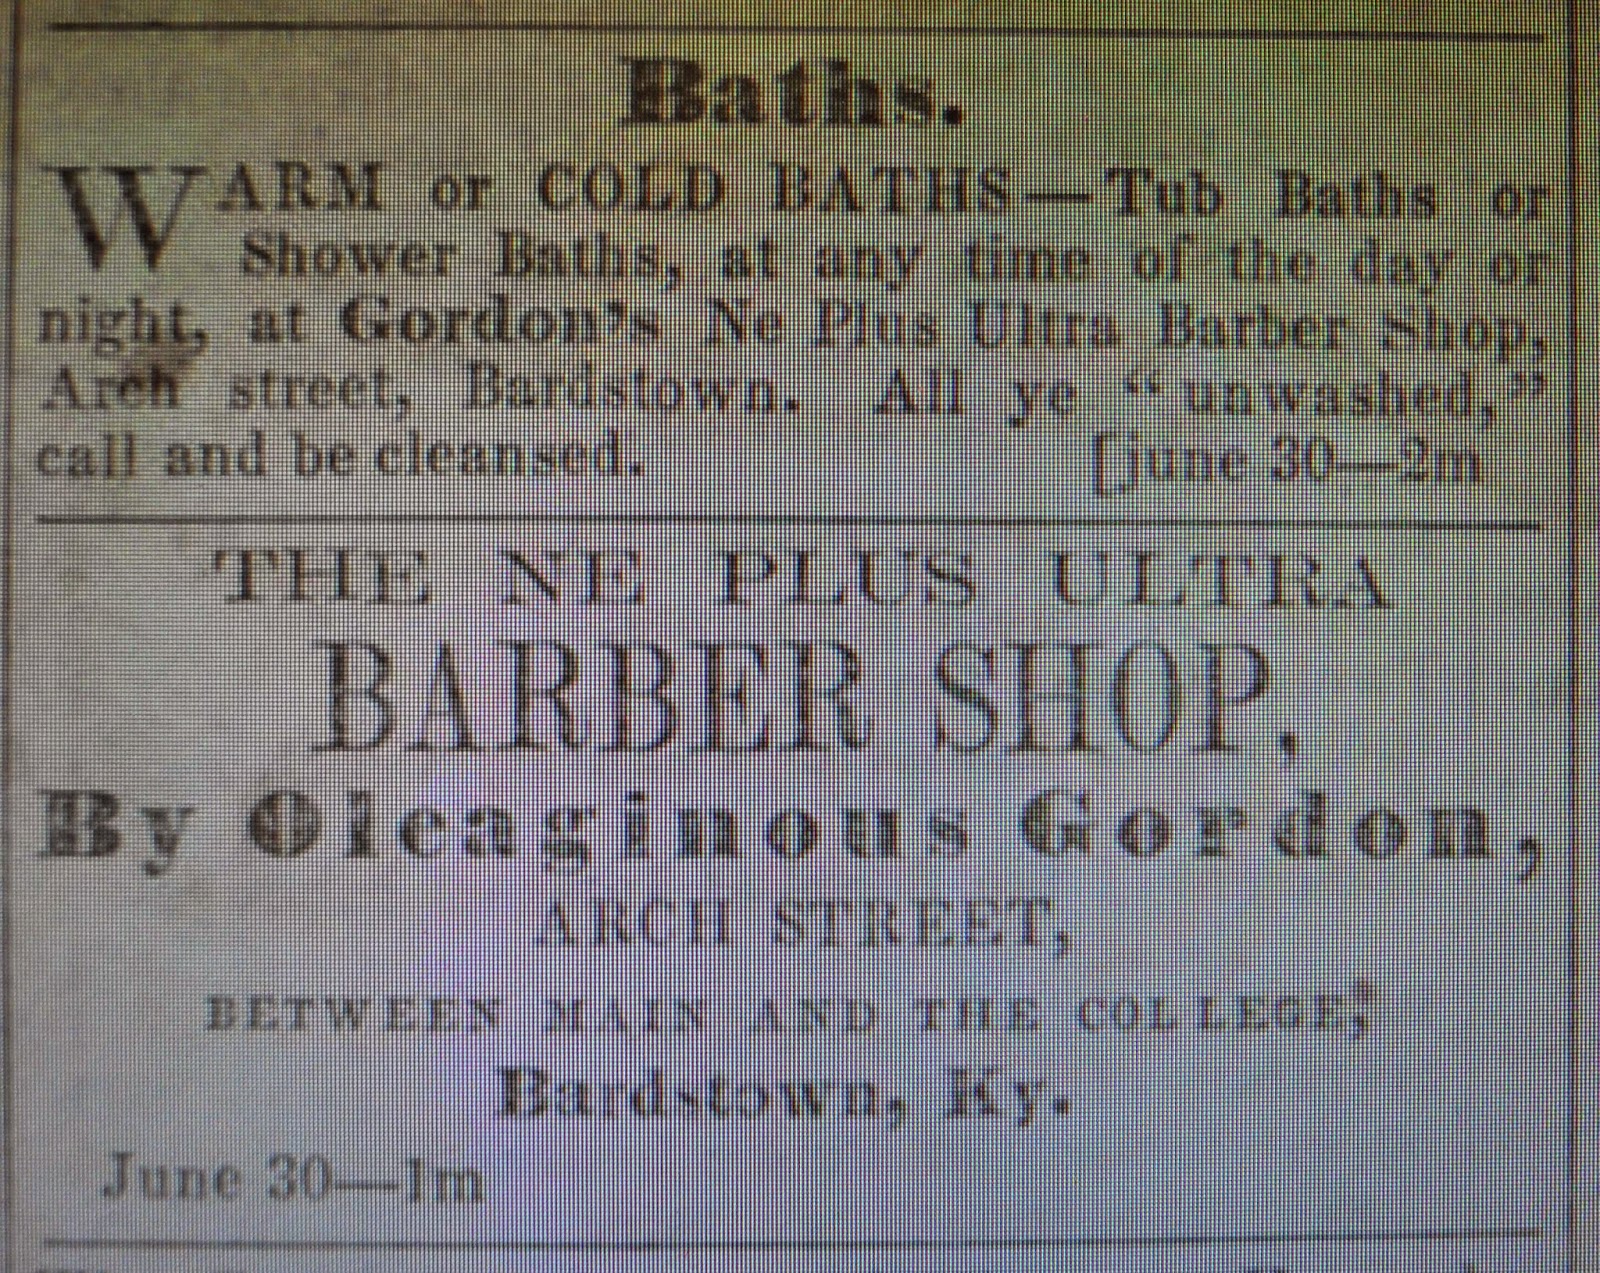 Baths.
WARM or COLD BATHS—Tub Baths or
Shower Baths, at any time of the day or
night, at Gordon's Ne Plus Ultra Barber Shop,
Arch street, Bardstown. All ye "unwashed,"
call and be cleansed. [june 30—2m
THE NE PLUS ULTRA
BARBER SHOP,
By Oleaginous Gordon,
ARCH STREET,
BETWEEN MAIN AND THE COLLEGE,
Bardstown, Ky.
June 30—1m